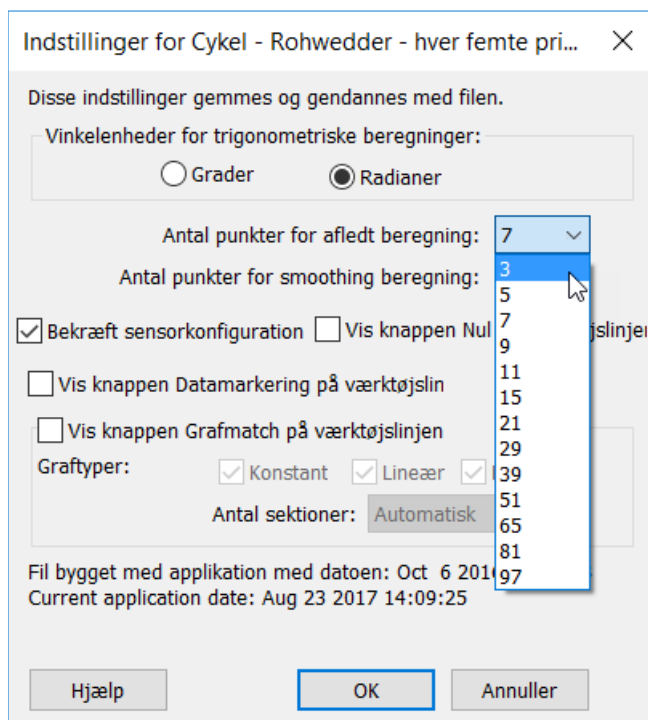 Indstillinger for Cykel - Rohwedder - hver femte pri...
Disse indstillinger gemmes og gendannes med filen.
Vinkelenheder for trigonometriske beregninger:
Grader Radianer
Antal punkter for afledt beregning: 7
Antal punkter for smoothing beregning:
3
5
7
9
11
15
21
29
39
51
65
81
97
Bekræft sensorkonfiguration Vis knappen Nul
Vis knappen Datamarkering på værktøjslin
Vis knappen Grafmatch på værktøjslinjen
Graftyper: Konstant Lineær
Antal sektioner: Automatisk
Fil bygget med applikation med datoen: Oct 6 201
Current application date: Aug 23 2017 14:09:25
Hjælp OK Annuller